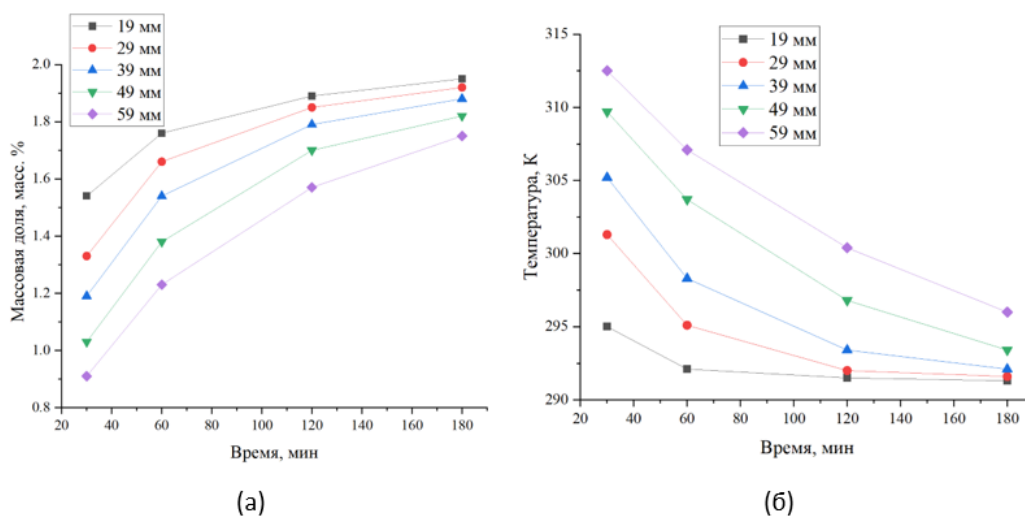 19 мм
29 мм
39 мм
49 мм
59 мм
2.0
1.8
1.6
1.4
1.2
1.0
0.8
Массовая доля, масс. %
20 40 60 80 100 120 140 160 180
Время, мин
(а)
19 мм
29 мм
39 мм
49 мм
59 мм
315
310
305
300
295
290
Температура, К
20 40 60 80 100 120 140 160 180
Время, мин
(б)